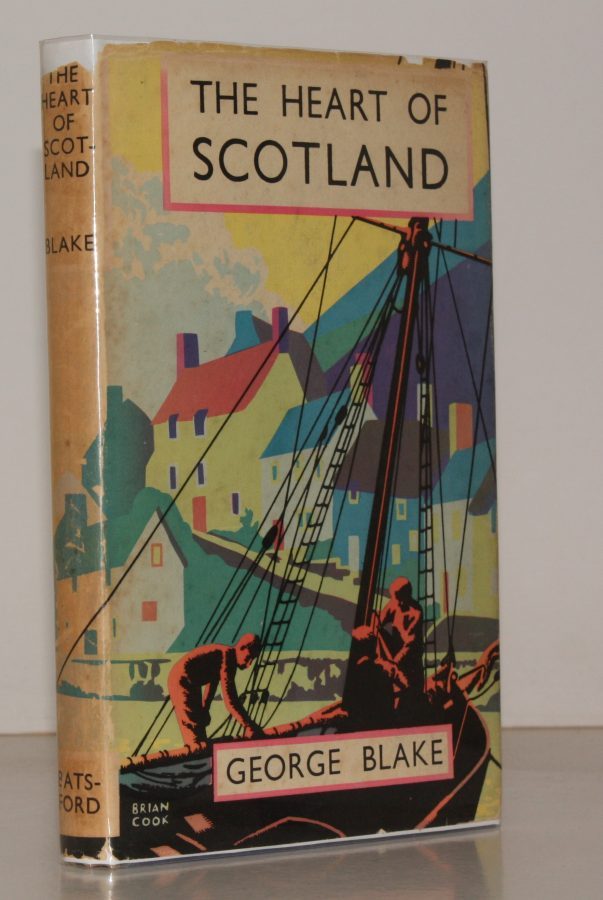 THE
HEART
OF
SCOT-
LAND
BLAKE
BATS-
FORD
THE HEART OF
SCOTLAND
GEORGE BLAKE
BRIAN
COOK